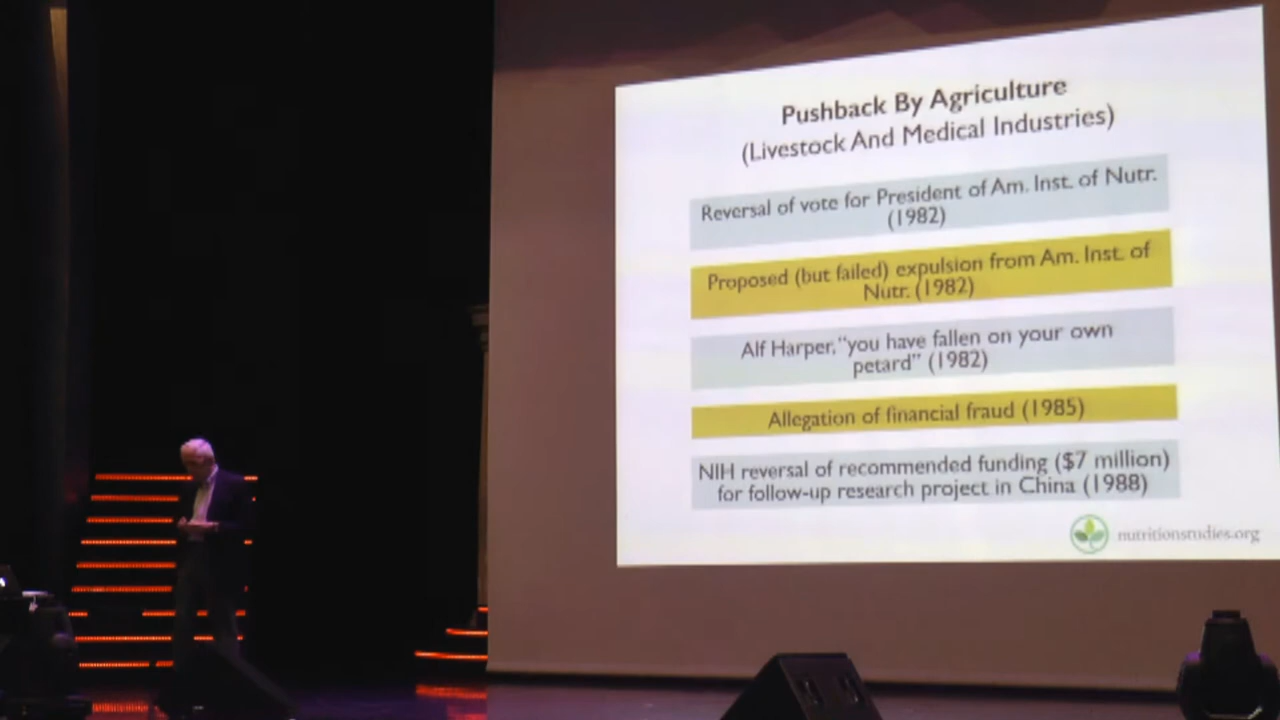 Pushback By Agriculture
(Livestock And Medical Industries)
Reversal of vote for President of Am. Inst. of Nutr.
(1982)
Proposed (but failed) expulsion from Am. Inst. of
Nutr. (1982)
Alf Harper, "you have fallen on your own
petard" (1982)
Allegation of financial fraud (1985)
NIH reversal of recommended funding ($7 million)
for follow-up research project in China (1988)
nutritionstudies.org